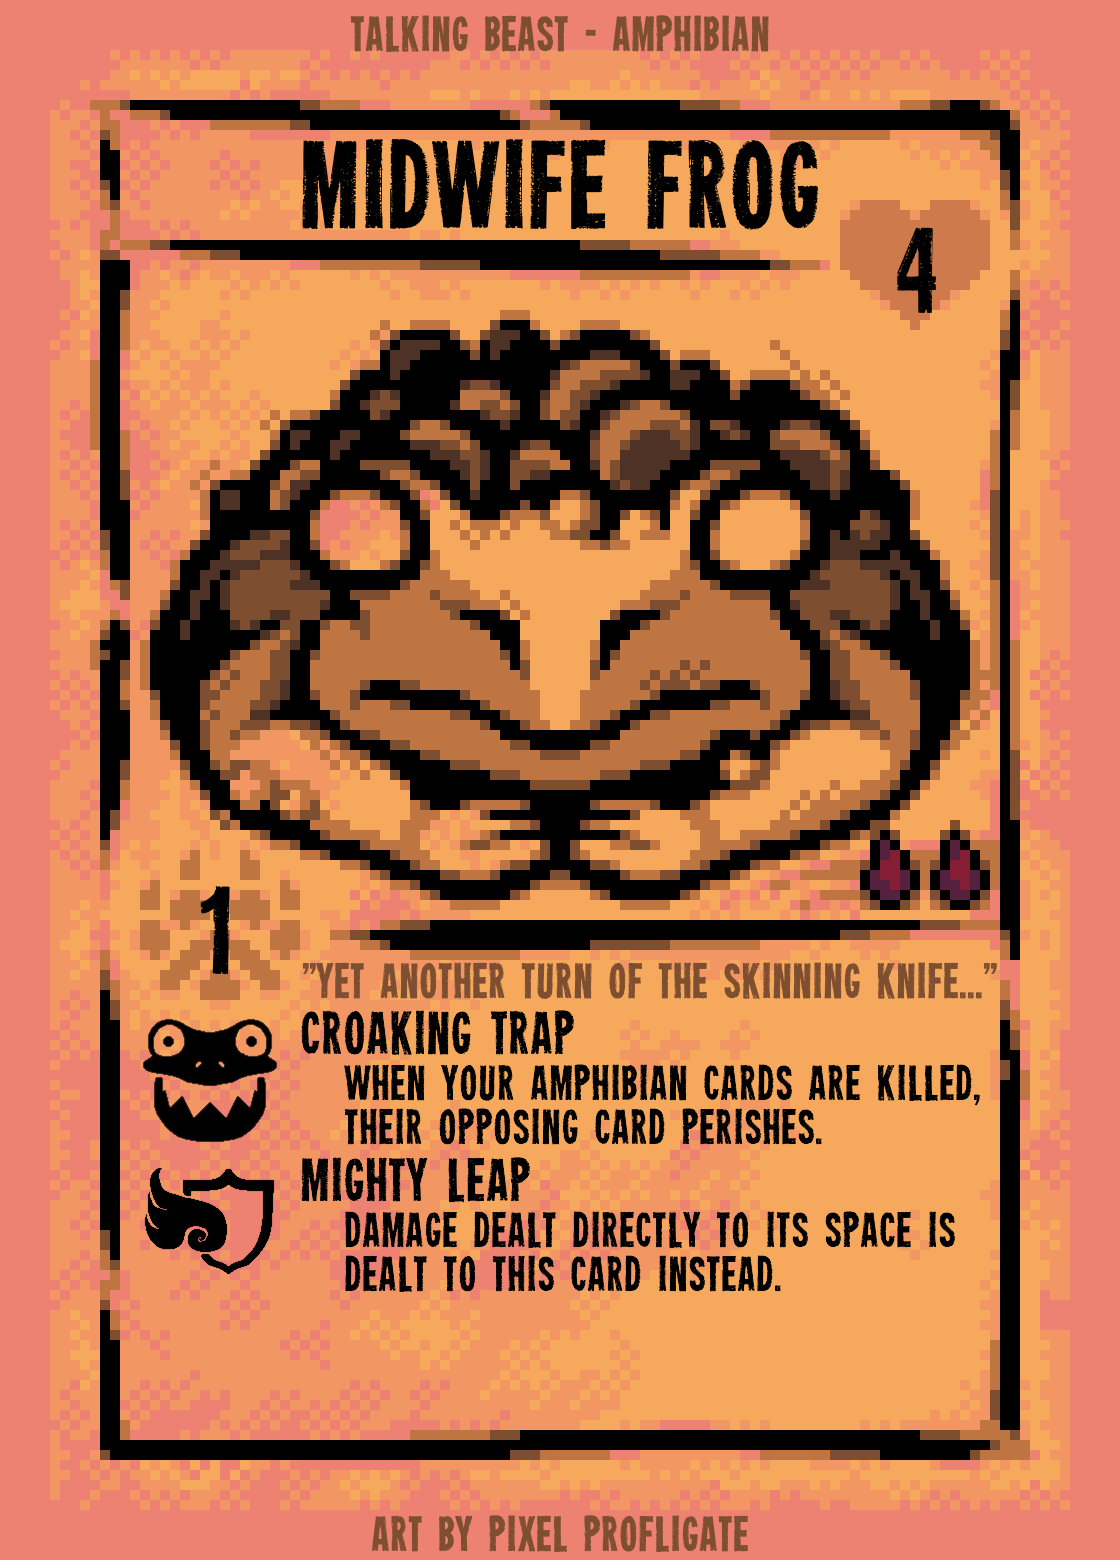 TALKING BEAST - AMPHIBIAN
MIDWIFE FROG
4
1
"YET ANOTHER TURN OF THE SKINNING KNIFE..."
CROAKING TRAP
WHEN YOUR AMPHIBIAN CARDS ARE KILLED,
THEIR OPPOSING CARD PERISHES.
MIGHTY LEAP
DAMAGE DEALT DIRECTLY TO ITS SPACE IS
DEALT TO THIS CARD INSTEAD.
ART BY PIXEL PROFLIGATE